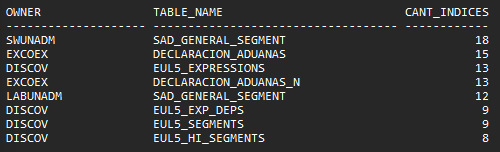 OWNER TABLE_NAME CANT_INDICES
-------------------- ----------------------------------- ------------
SWUNADM SAD_GENERAL_SEGMENT 18
EXCOEX DECLARACION_ADUANAS 15
DISCOV EUL5_EXPRESSIONS 13
EXCOEX DECLARACION_ADUANAS_N 13
LABUNADM SAD_GENERAL_SEGMENT 12
DISCOV EUL5_EXP_DEPS 9
DISCOV EUL5_SEGMENTS 9
DISCOV EUL5_HI_SEGMENTS 8